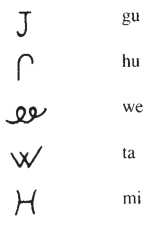 Ꭻ gu
Ꮁ hu
Ꮺ we
Ꮤ ta
Ꮋ mi